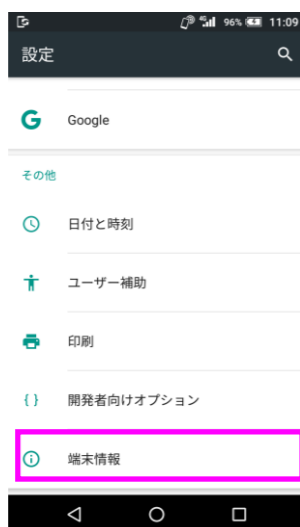 96% 11:09
設定
Google
その他
日付と時刻
ユーザー補助
印刷
{ } 開発者向けオプション
端末情報